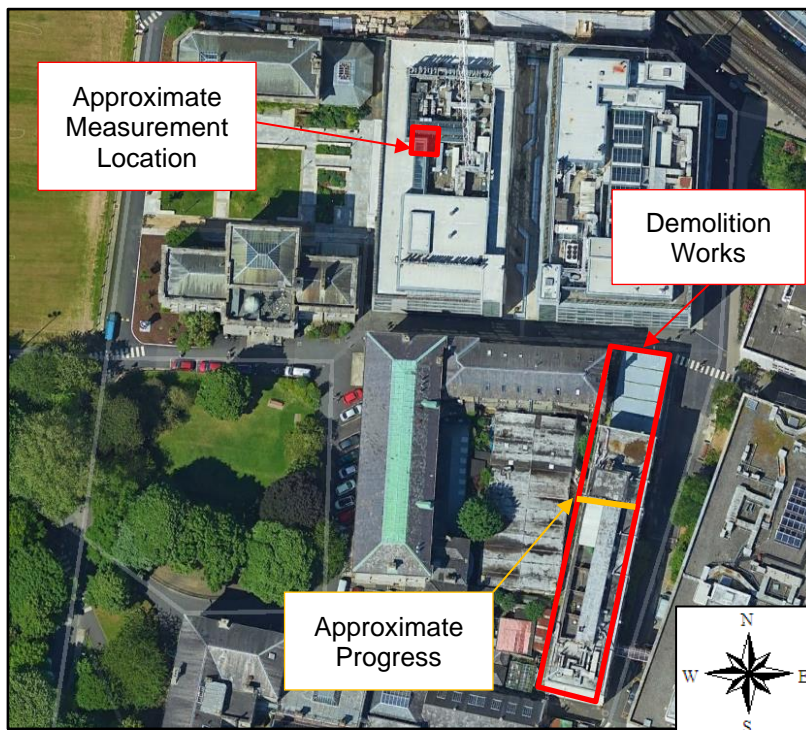 Approximate
Measurement
Location
Demolition
Works
Approximate
Progress
N
W
E
S